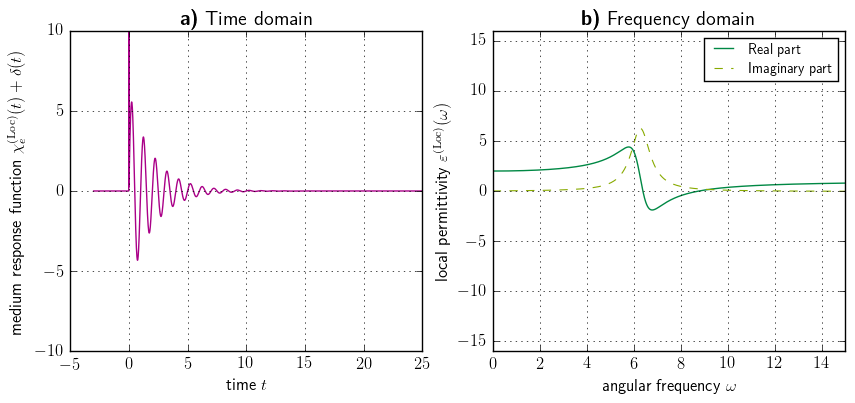 a) Time domain
medium response function χₑ^(Loc)(t) + δ(t)
10
5
0
−5
−10
−5 0 5 10 15 20 25
time t
b) Frequency domain
local permittivity ε^(Loc)(ω)
15
10
5
0
−5
−10
−15
0 2 4 6 8 10 12 14
angular frequency ω
Real part
Imaginary part